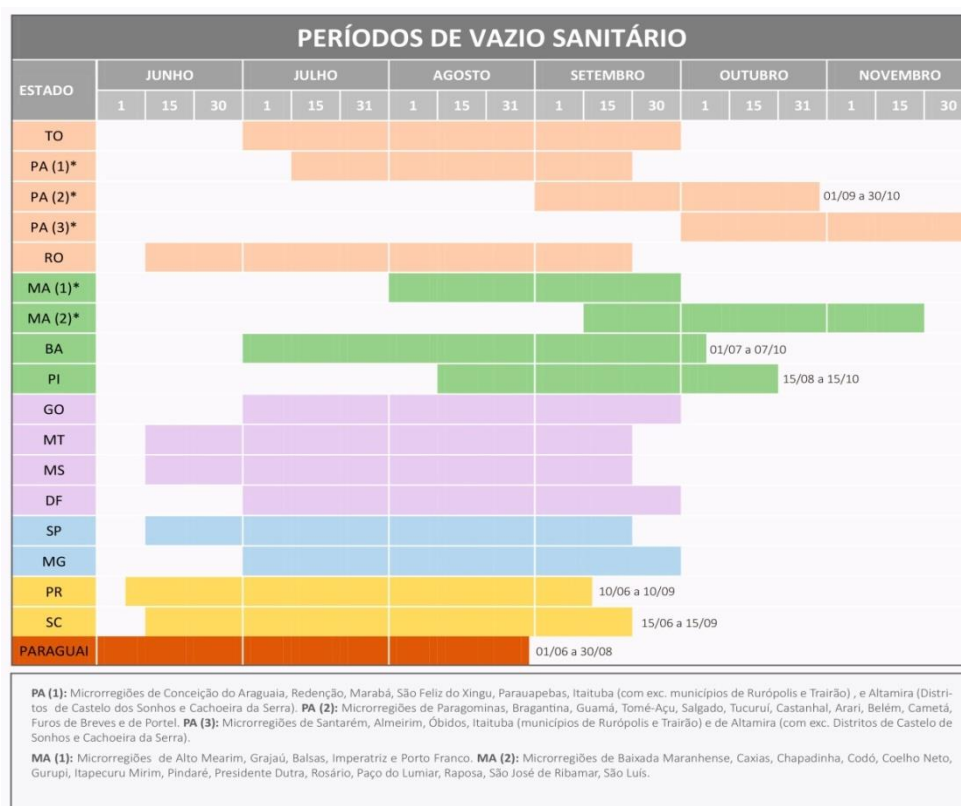 PERÍODOS DE VAZIO SANITÁRIO
ESTADO
JUNHO JULHO AGOSTO SETEMBRO OUTUBRO NOVEMBRO
1 15 30 1 15 31 1 15 31 1 15 30 1 15 31 1 15 30
TO
PA (1)*
PA (2)* 01/09 a 30/10
PA (3)*
RO
MA (1)*
MA (2)*
BA 01/07 a 07/10
PI 15/08 a 15/10
GO
MT
MS
DF
SP
MG
PR 10/06 a 10/09
SC 15/06 a 15/09
PARAGUAI 01/06 a 30/08
PA (1): Microrregiões de Conceição do Araguaia, Redenção, Marabá, São Feliz do Xingu, Parauapebas, Itaituba (com exc. municípios de Rurópolis e Trairão) , e Altamira (Distri-
tos de Castelo dos Sonhos e Cachoeira da Serra). PA (2): Microrregiões de Paragominas, Bragantina, Guamá, Tomé-Açu, Salgado, Tucuruí, Castanhal, Arari, Belém, Cametá,
Furos de Breves e de Portel. PA (3): Microrregiões de Santarém, Almeirim, Óbidos, Itaituba (municípios de Rurópolis e Trairão) e de Altamira (com exc. Distritos de Castelo de
Sonhos e Cachoeira da Serra).
MA (1): Microrregiões de Alto Mearim, Grajaú, Balsas, Imperatriz e Porto Franco. MA (2): Microrregiões de Baixada Maranhense, Caxias, Chapadinha, Codó, Coelho Neto,
Gurupi, Itapecuru Mirim, Pindaré, Presidente Dutra, Rosário, Paço do Lumiar, Raposa, São José de Ribamar, São Luís.